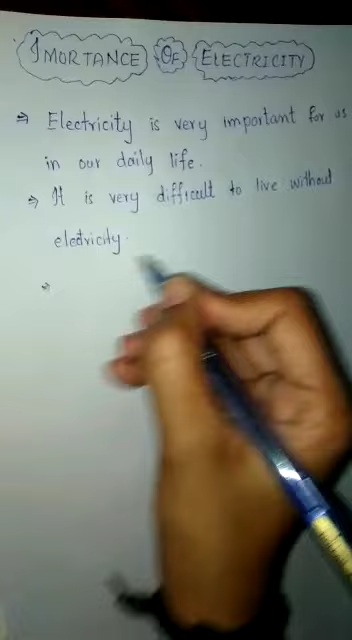 IMORTANCE OF ELECTRICITY
⇒ Electricity is very important for us
in our daily life.
⇒ It is very difficult to live without
electricity.
⇒